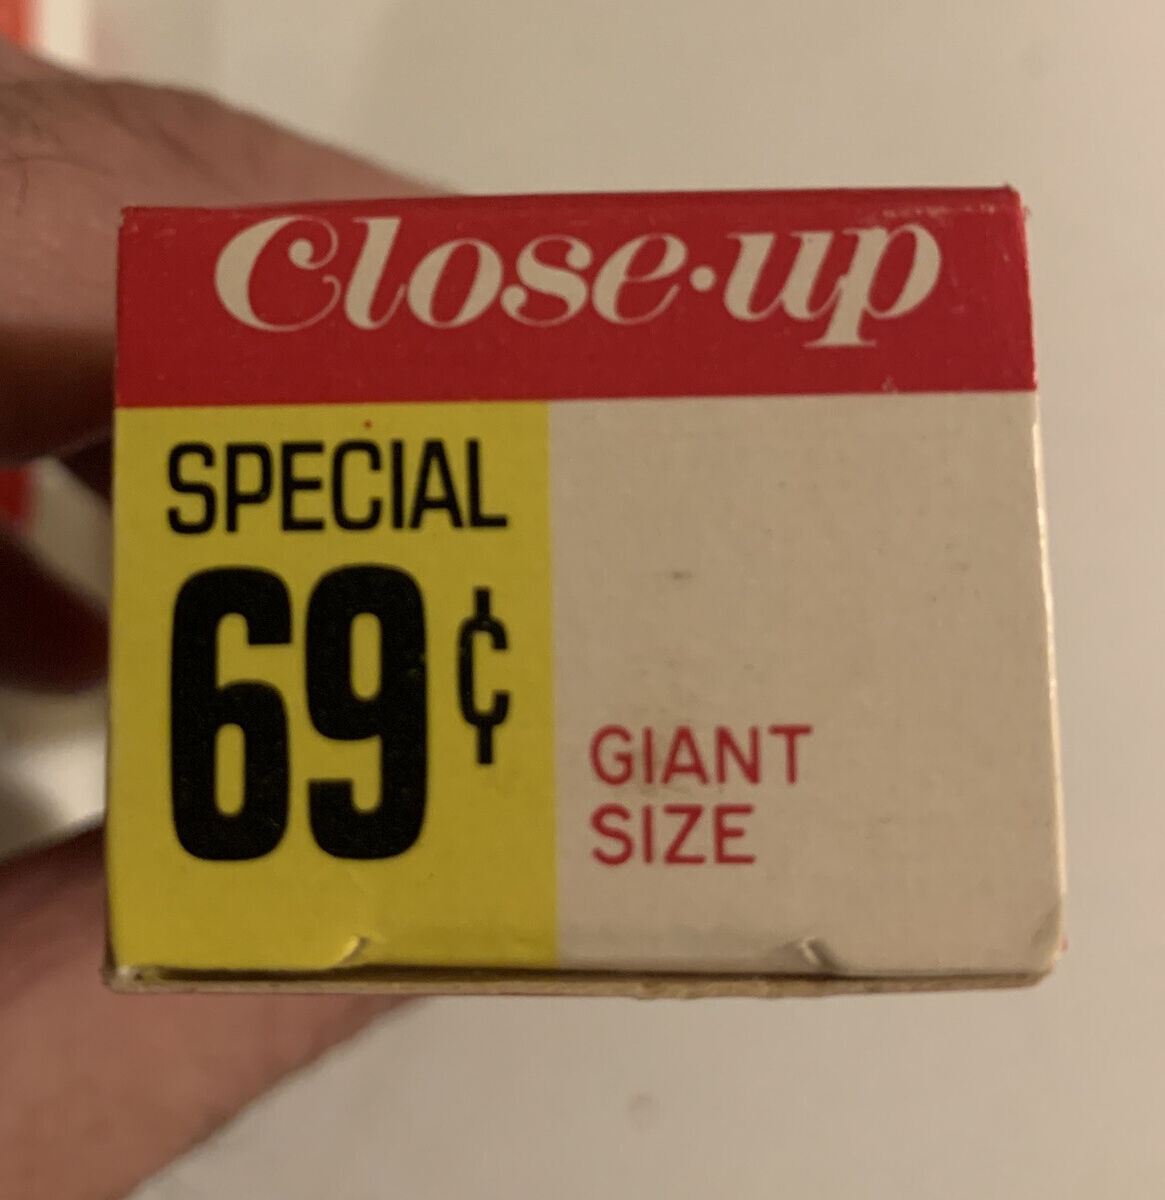 Close·up
SPECIAL
69¢
GIANT
SIZE